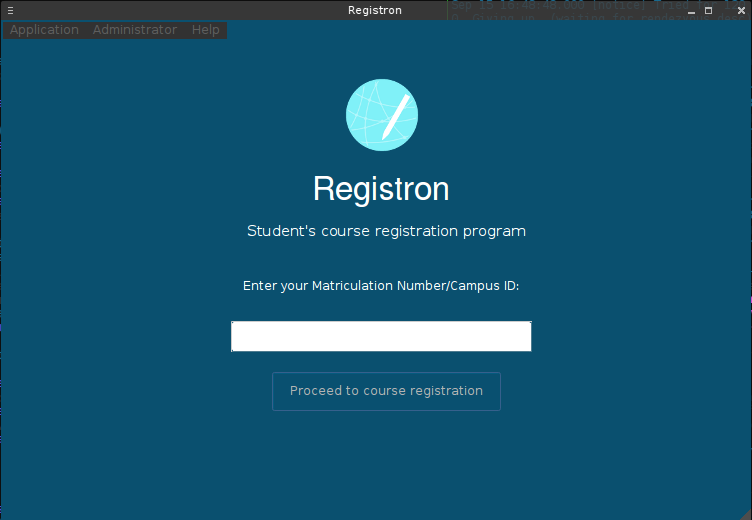 Registron
Application Administrator Help
Registron
Student's course registration program
Enter your Matriculation Number/Campus ID:
Proceed to course registration